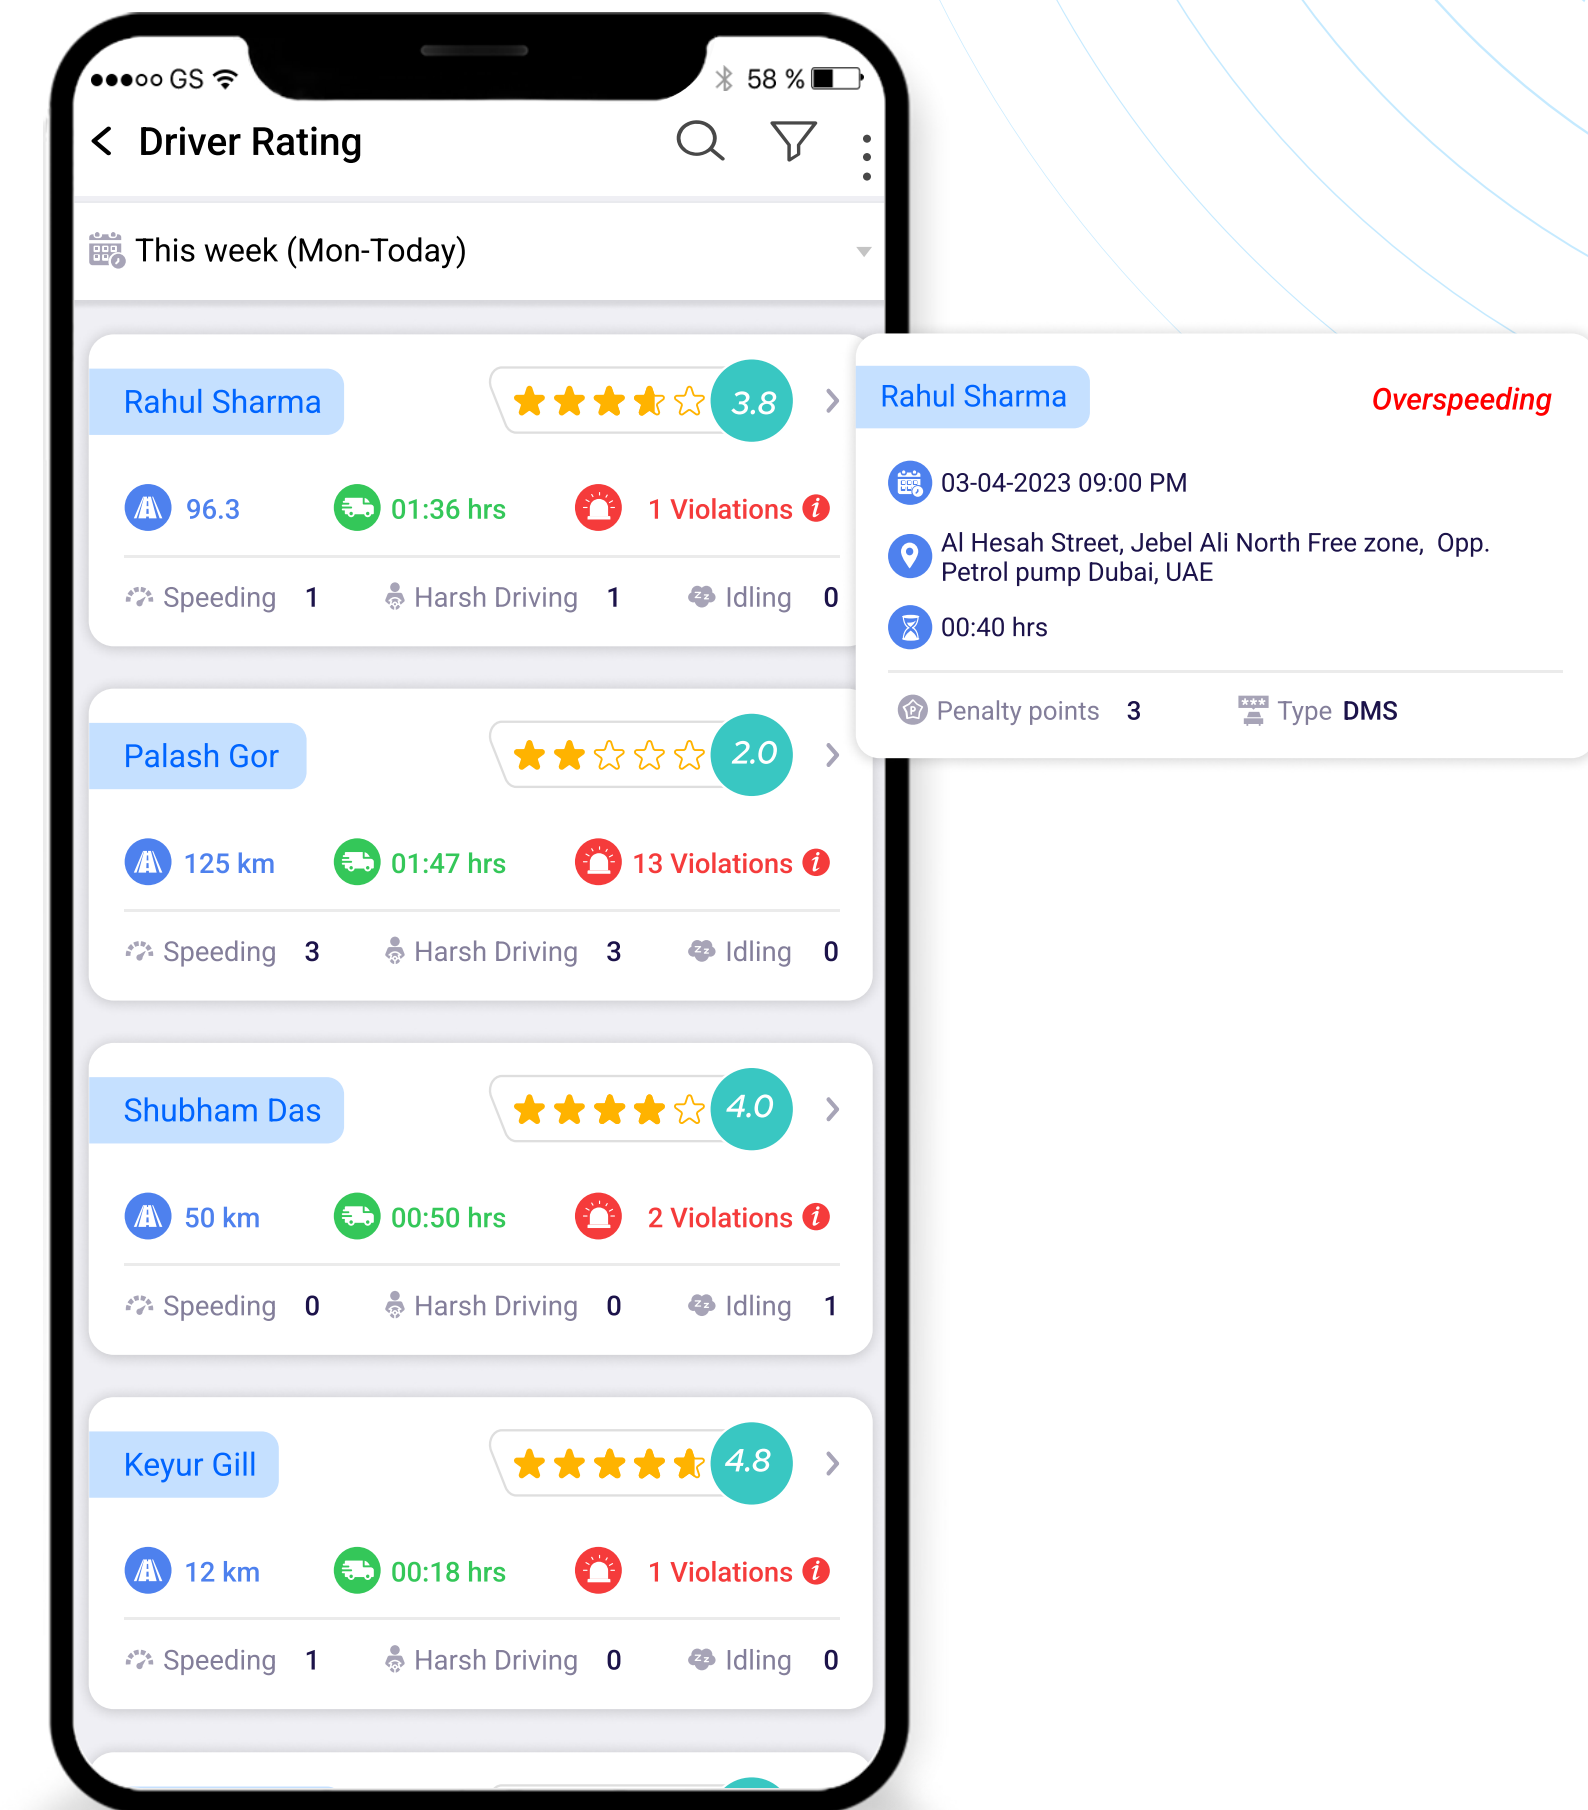 GS
58 %
Driver Rating
This week (Mon-Today)
Rahul Sharma
3.8
96.3
01:36 hrs
1 Violations i
Speeding 1
Harsh Driving 1
Idling 0
Palash Gor
2.0
125 km
01:47 hrs
13 Violations i
Speeding 3
Harsh Driving 3
Idling 0
Shubham Das
4.0
50 km
00:50 hrs
2 Violations i
Speeding 0
Harsh Driving 0
Idling 1
Keyur Gill
4.8
12 km
00:18 hrs
1 Violations i
Speeding 1
Harsh Driving 0
Idling 0
Rahul Sharma
Overspeeding
03-04-2023 09:00 PM
Al Hesah Street, Jebel Ali North Free zone, Opp.
Petrol pump Dubai, UAE
00:40 hrs
P Penalty points 3
Type DMS